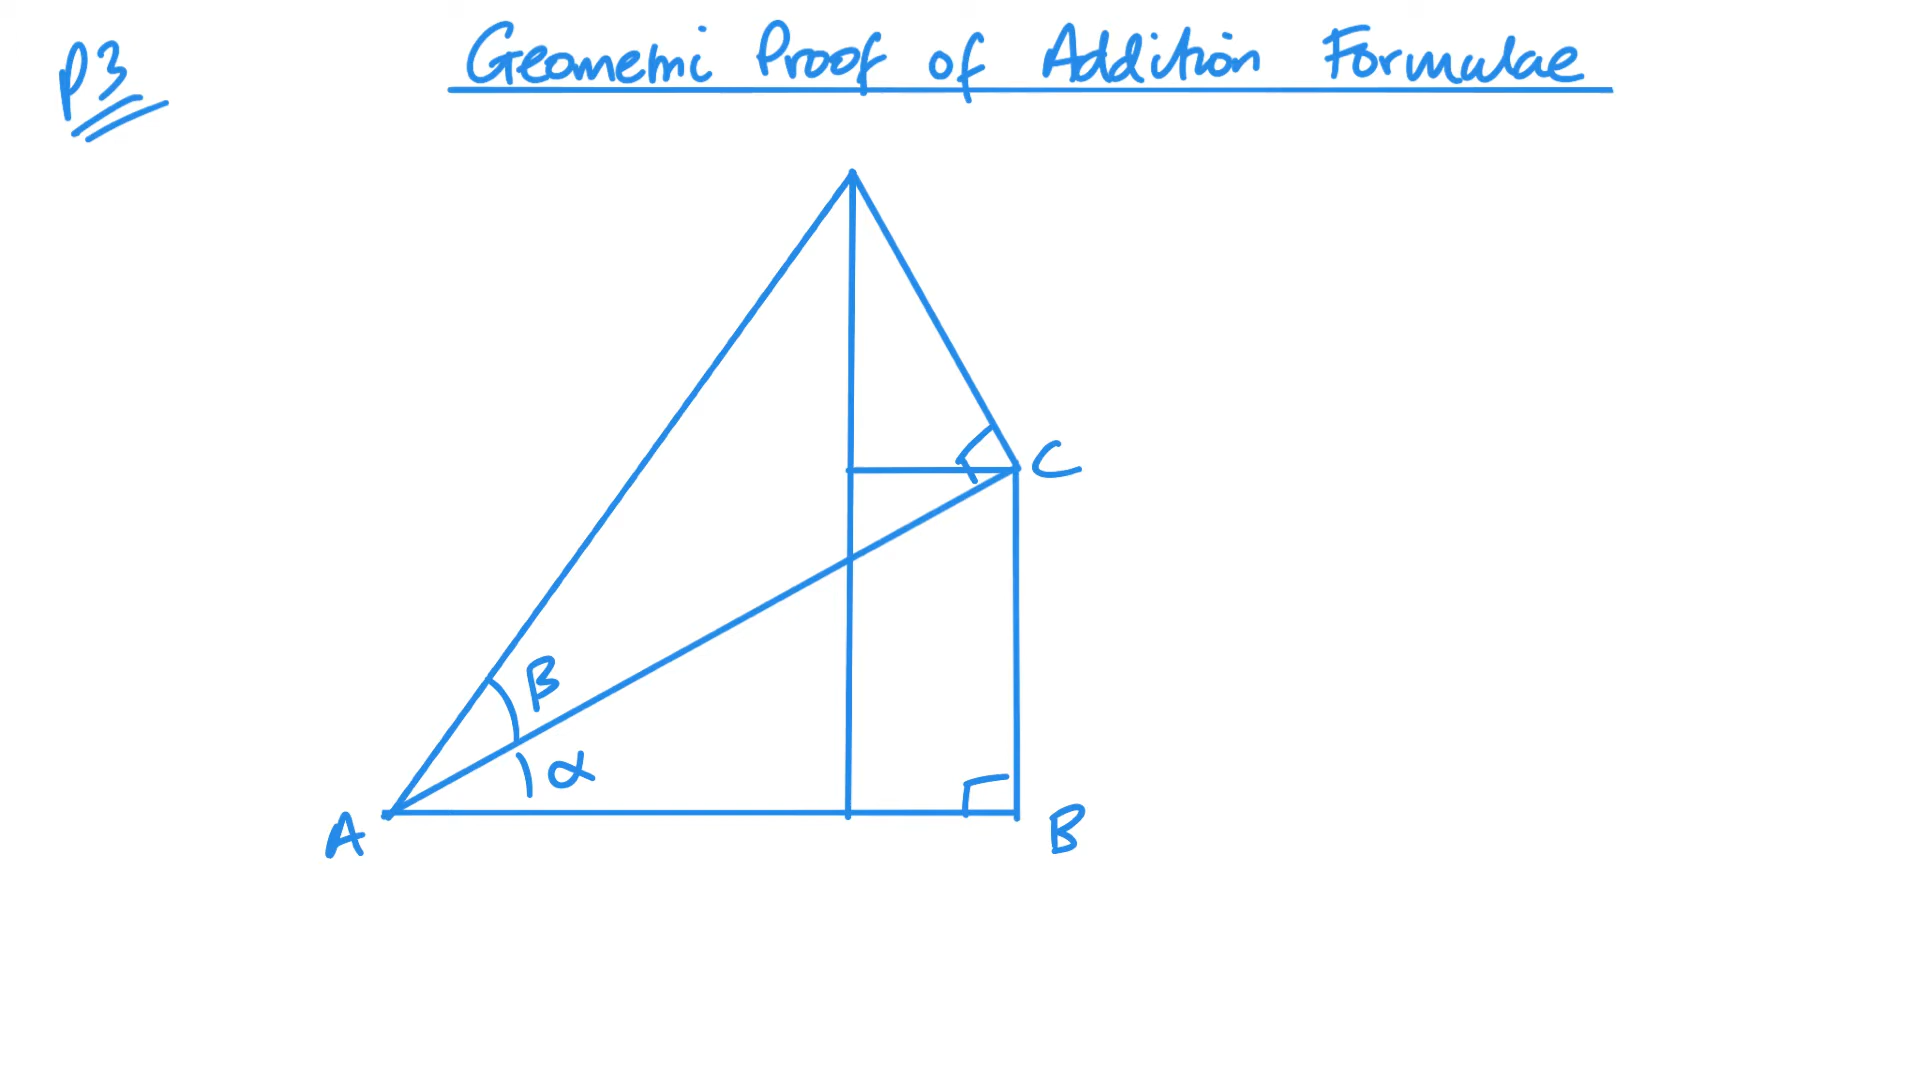 P3
Geometric Proof of Addition Formulae
C
β
α
A
B